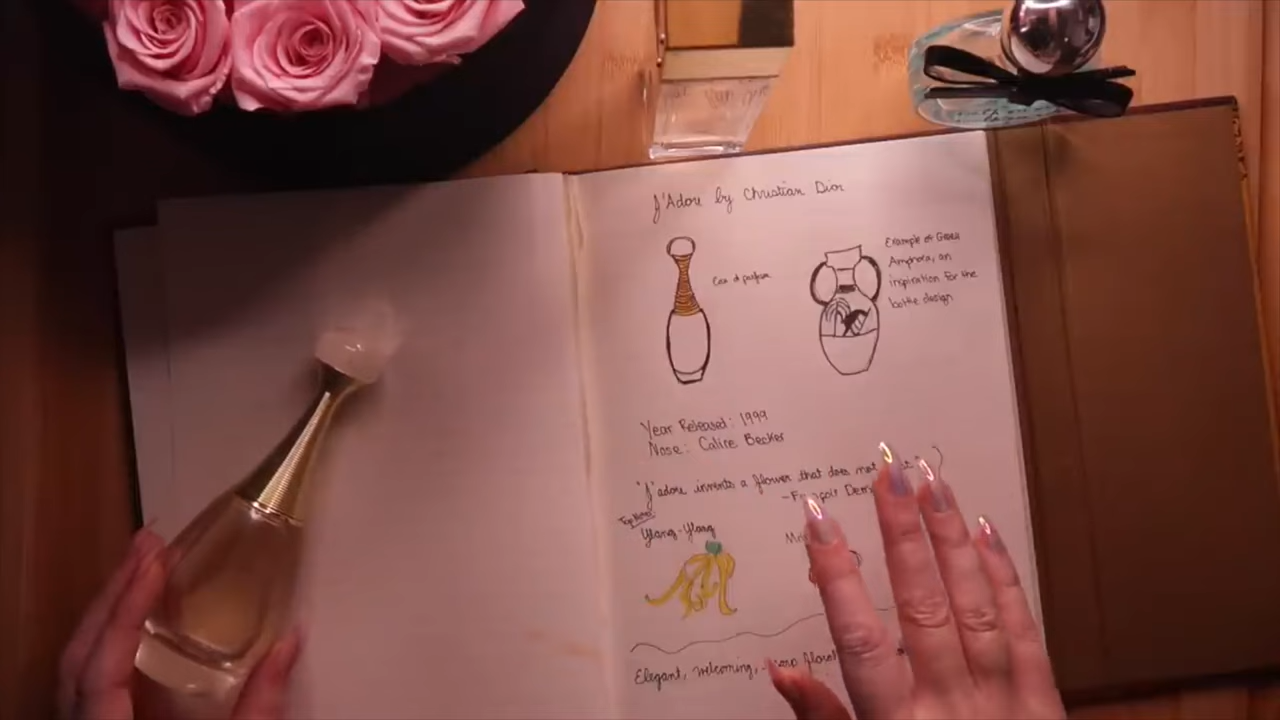 J'Adore by Christian Dior
Eau de parfum
Example of Greek
Amphora, an
inspiration for the
bottle design
Year Released: 1999
Nose: Calice Becker
"J'adore invents a flower that does not
Top Notes
Ylang-Ylang
Elegant, welcoming,